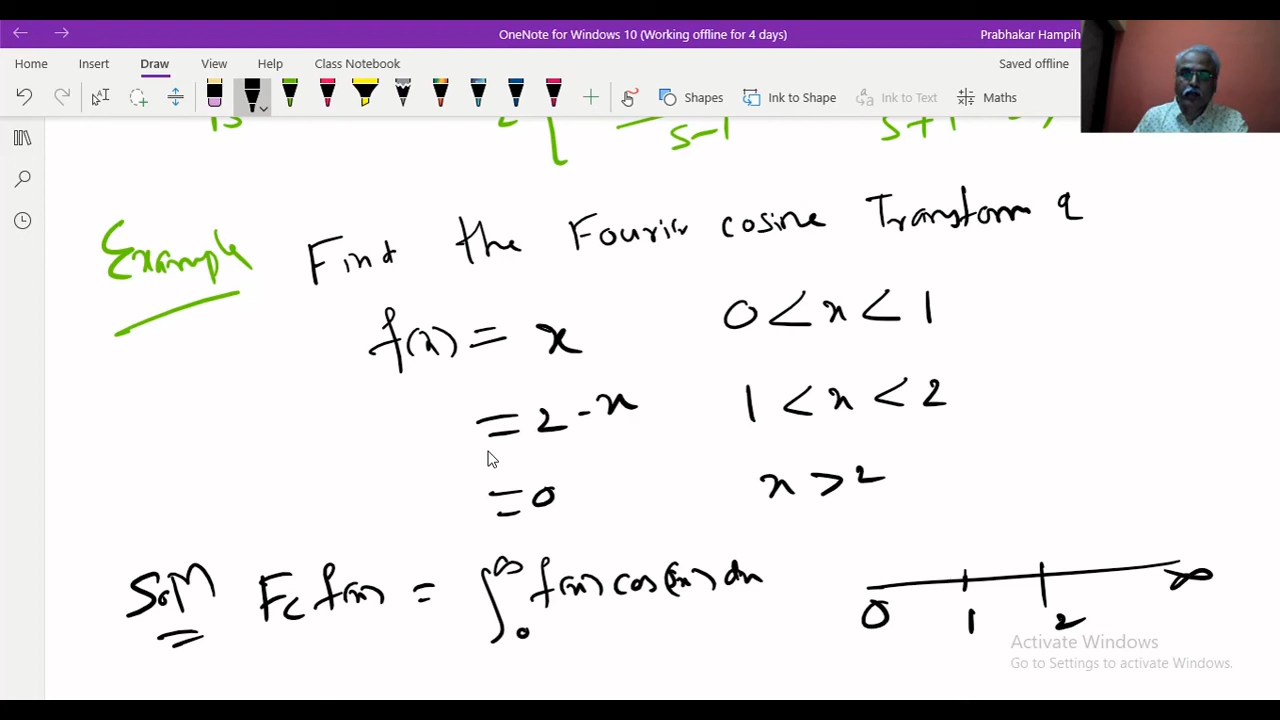 OneNote for Windows 10 (Working offline for 4 days)
Prabhakar Hampih
Home Insert Draw View Help Class Notebook Saved offline
Shapes Ink to Shape Ink to Text Maths
s-1 s+1
Example Find the Fourier cosine Transform of
f(x) = x 0 < x < 1
= 2 - x 1 < x < 2
= 0 x > 2
Soln Fc f(x) = ∫₀^∞ f(x) cos(sx) dx
0 1 2 ∞
Activate Windows
Go to Settings to activate Windows.